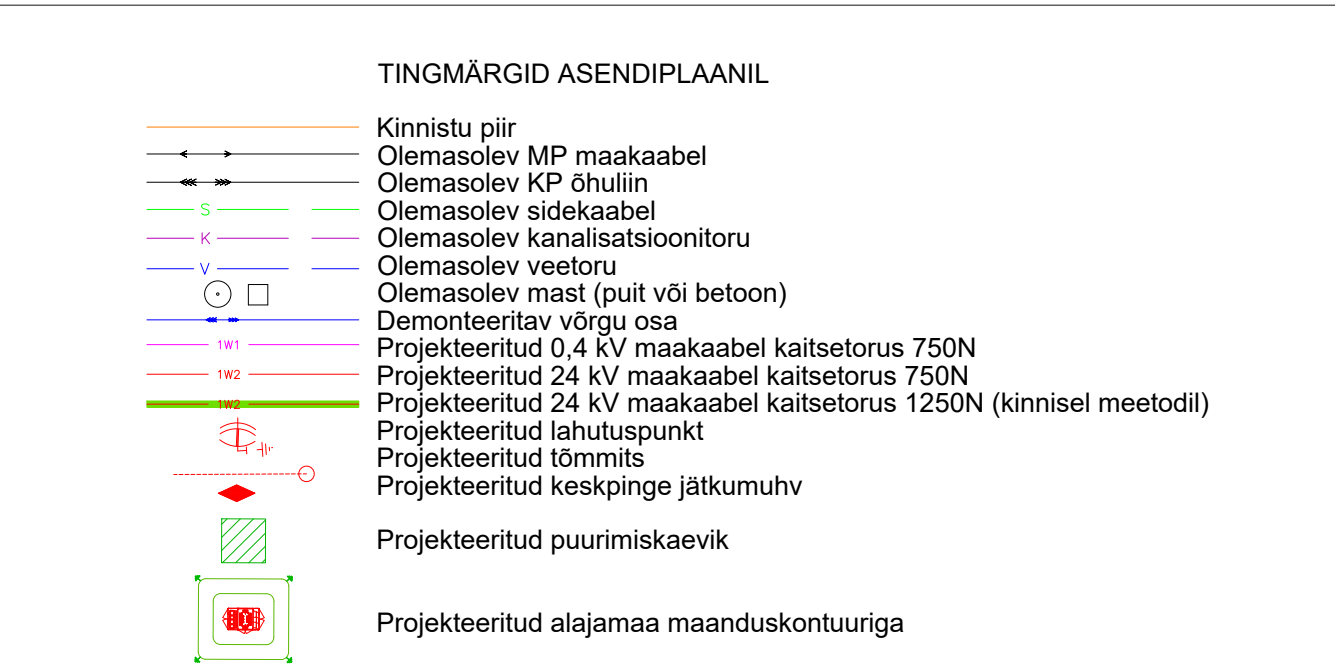 TINGMÄRGID ASENDIPLAANIL
Kinnistu piir
Olemasolev MP maakaabel
Olemasolev KP õhuliin
S Olemasolev sidekaabel
K Olemasolev kanalisatsioonitoru
V Olemasolev veetoru
Olemasolev mast (puit või betoon)
Demonteeritav võrgu osa
1W1 Projekteeritud 0,4 kV maakaabel kaitsetorus 750N
1W2 Projekteeritud 24 kV maakaabel kaitsetorus 750N
1W2 Projekteeritud 24 kV maakaabel kaitsetorus 1250N (kinnisel meetodil)
Projekteeritud lahutuspunkt
Projekteeritud tõmmits
Projekteeritud keskpinge jätkumuhv
Projekteeritud puurimiskaevik
Projekteeritud alajamaa maanduskontuuriga